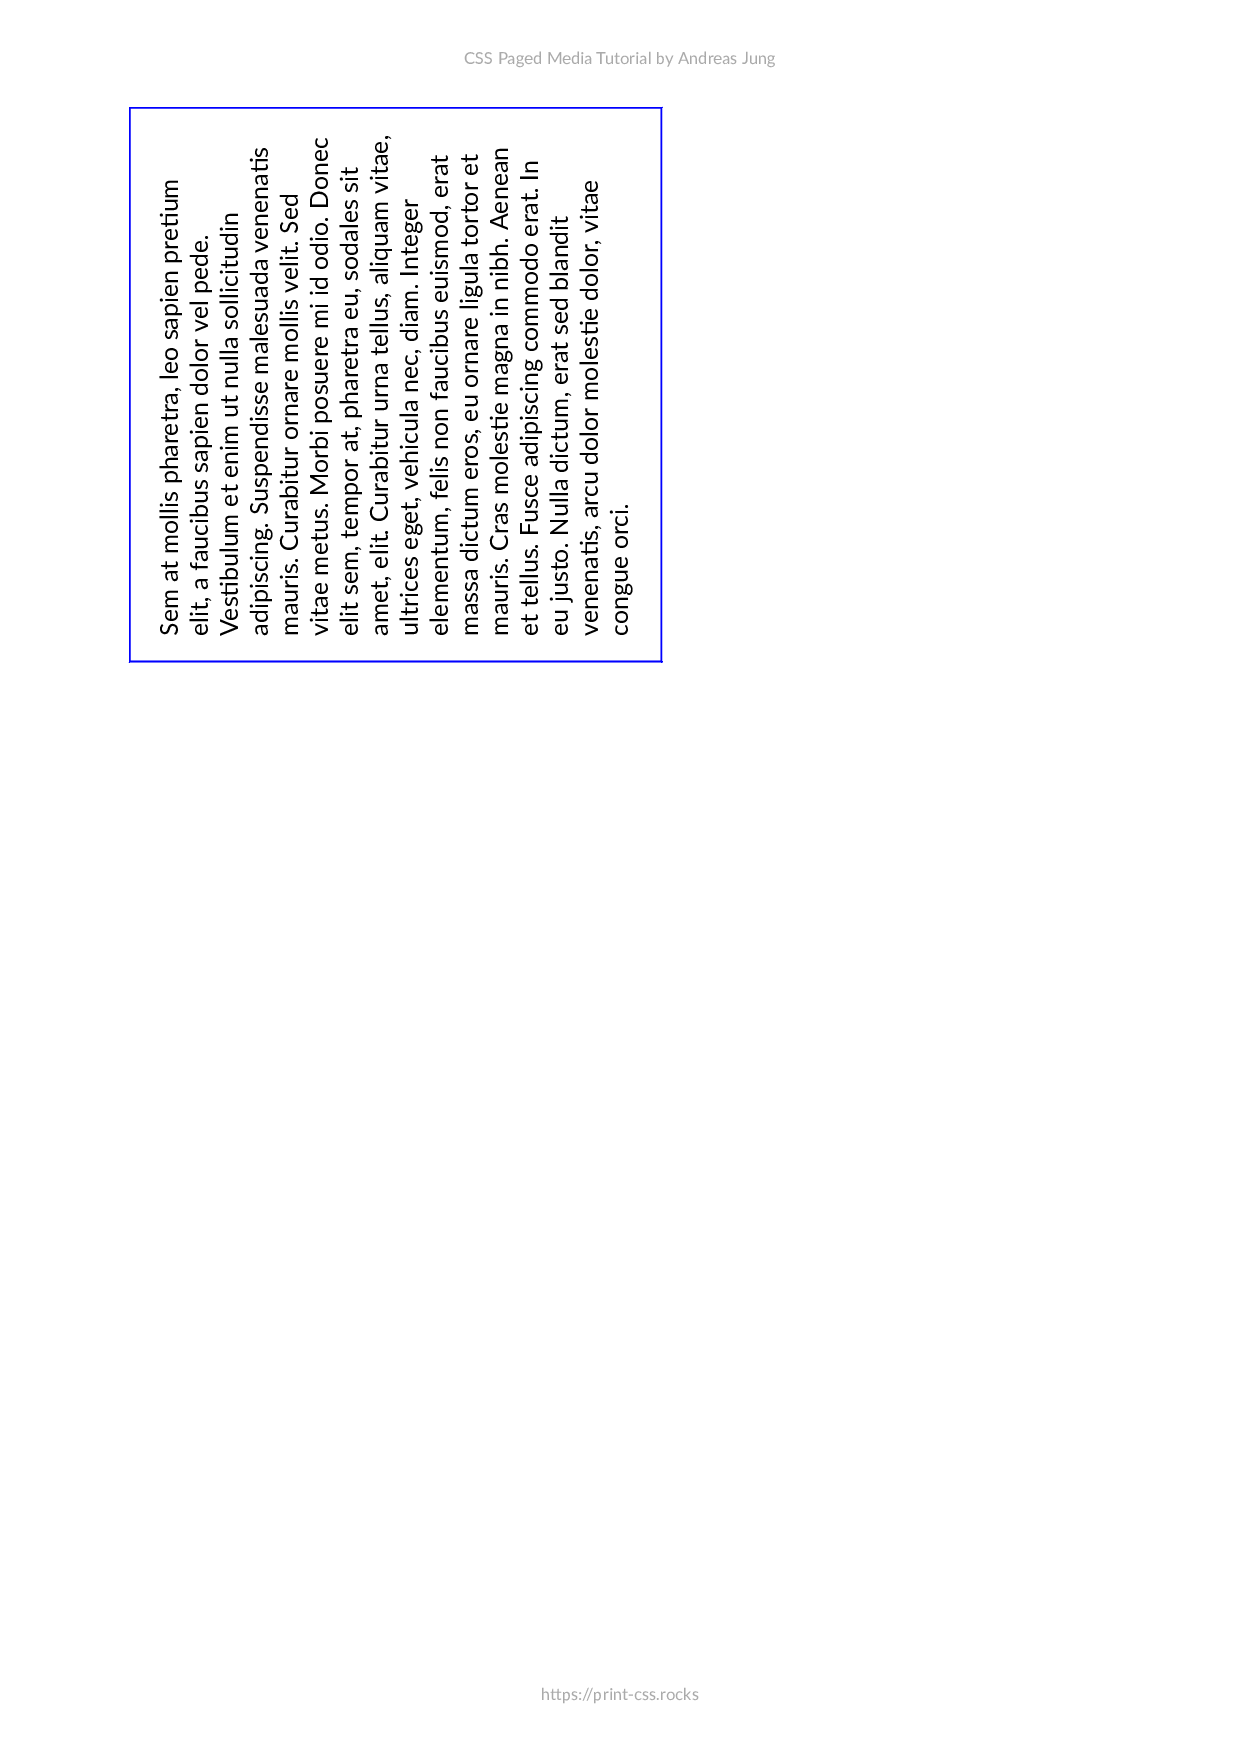 CSS Paged Media Tutorial by Andreas Jung
Sem at mollis pharetra, leo sapien pretium
elit, a faucibus sapien dolor vel pede.
Vestibulum et enim ut nulla sollicitudin
adipiscing. Suspendisse malesuada venenatis
mauris. Curabitur ornare mollis velit. Sed
vitae metus. Morbi posuere mi id odio. Donec
elit sem, tempor at, pharetra eu, sodales sit
amet, elit. Curabitur urna tellus, aliquam vitae,
ultrices eget, vehicula nec, diam. Integer
elementum, felis non faucibus euismod, erat
massa dictum eros, eu ornare ligula tortor et
mauris. Cras molestie magna in nibh. Aenean
et tellus. Fusce adipiscing commodo erat. In
eu justo. Nulla dictum, erat sed blandit
venenatis, arcu dolor molestie dolor, vitae
congue orci.
https://print-css.rocks